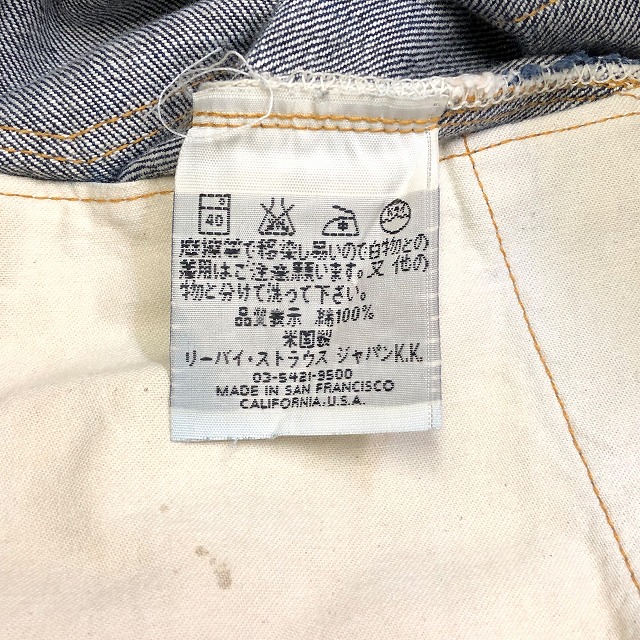 40
摩擦等で移染し易いので白物との
着用はご注意願います。又 他の
物と分けて洗って下さい。
品質表示 綿100%
米国製
リーバイ・ストラウス ジャパンK.K.
03-5421-9500
MADE IN SAN FRANCISCO
CALIFORNIA.U.S.A.